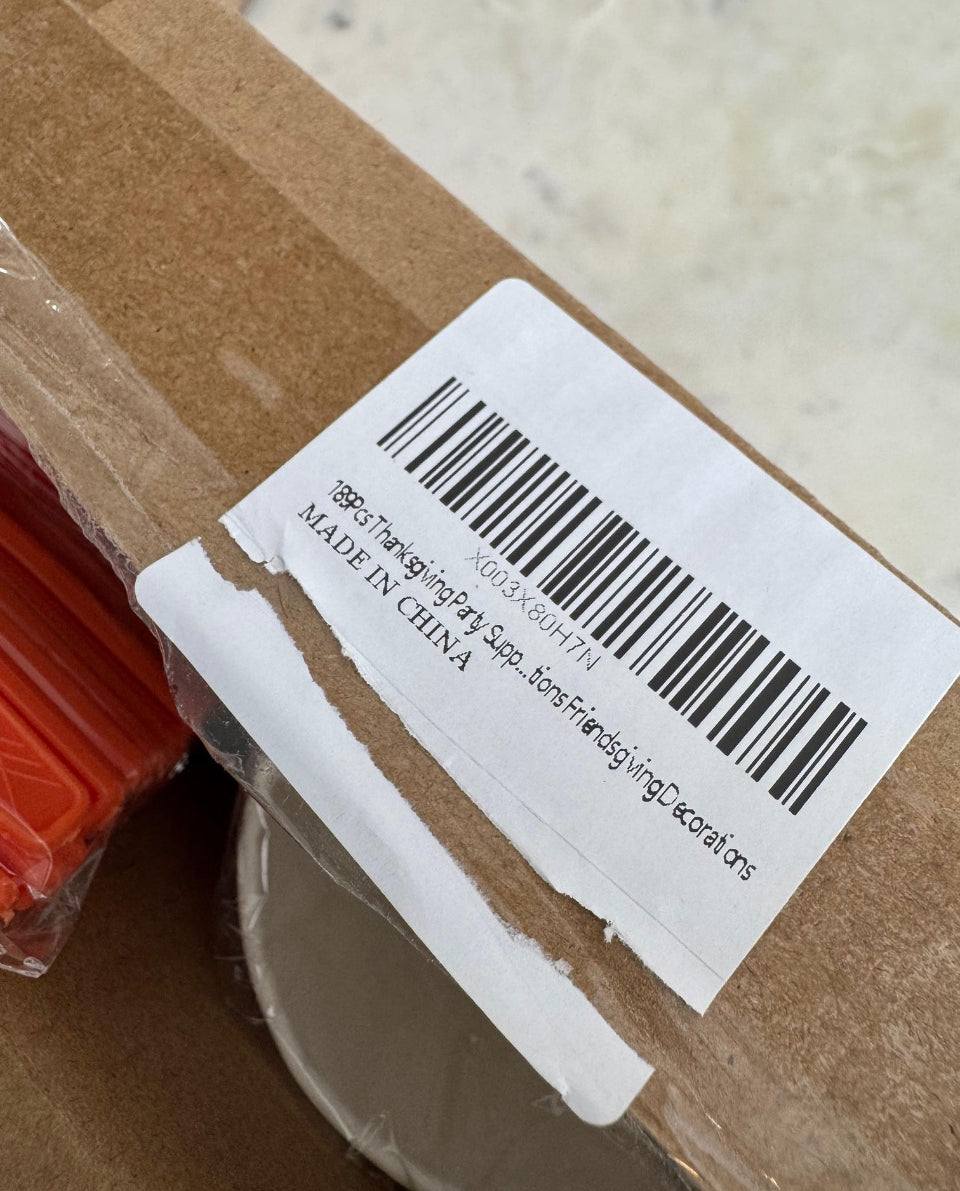 X003X80H7N
189Pcs Thanksgiving Party Supp...tions Friendsgiving Decorations
MADE IN CHINA